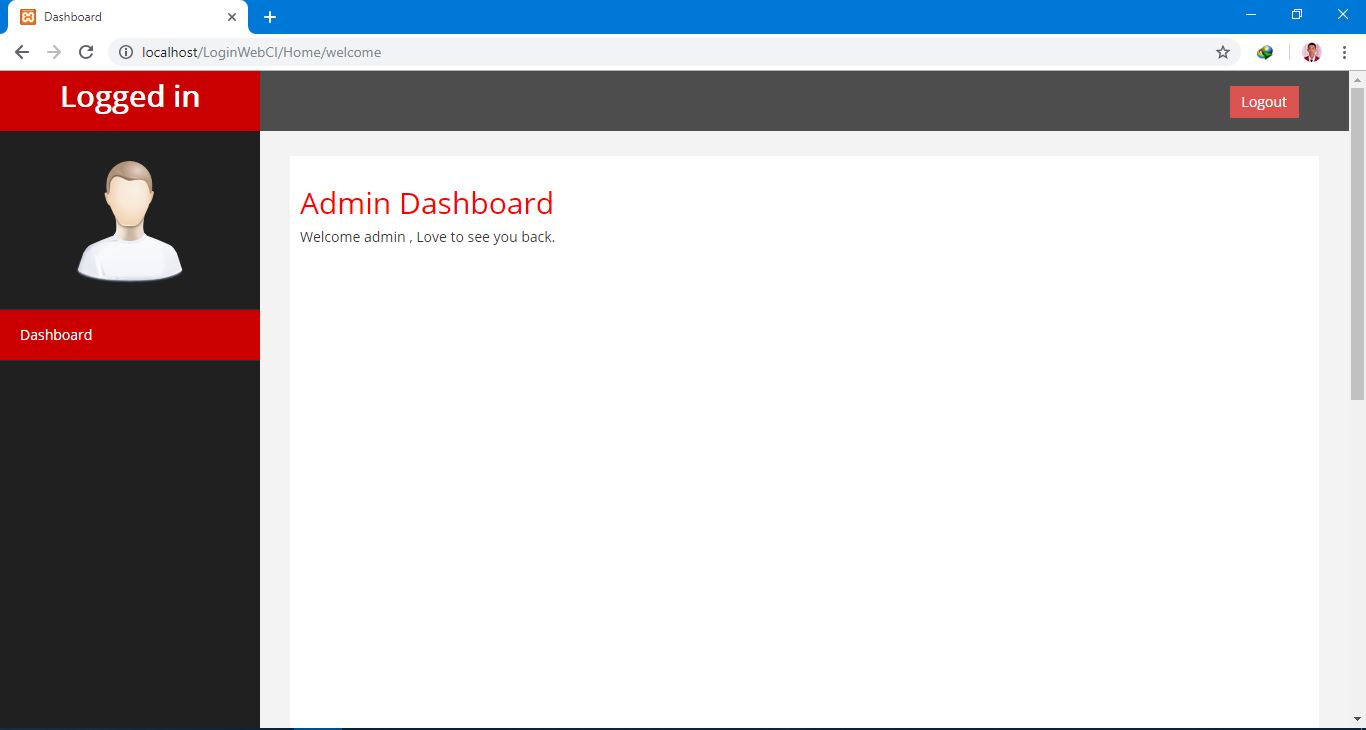 Dashboard
localhost/LoginWebCI/Home/welcome
Logged in
Logout
Admin Dashboard
Welcome admin , Love to see you back.
Dashboard